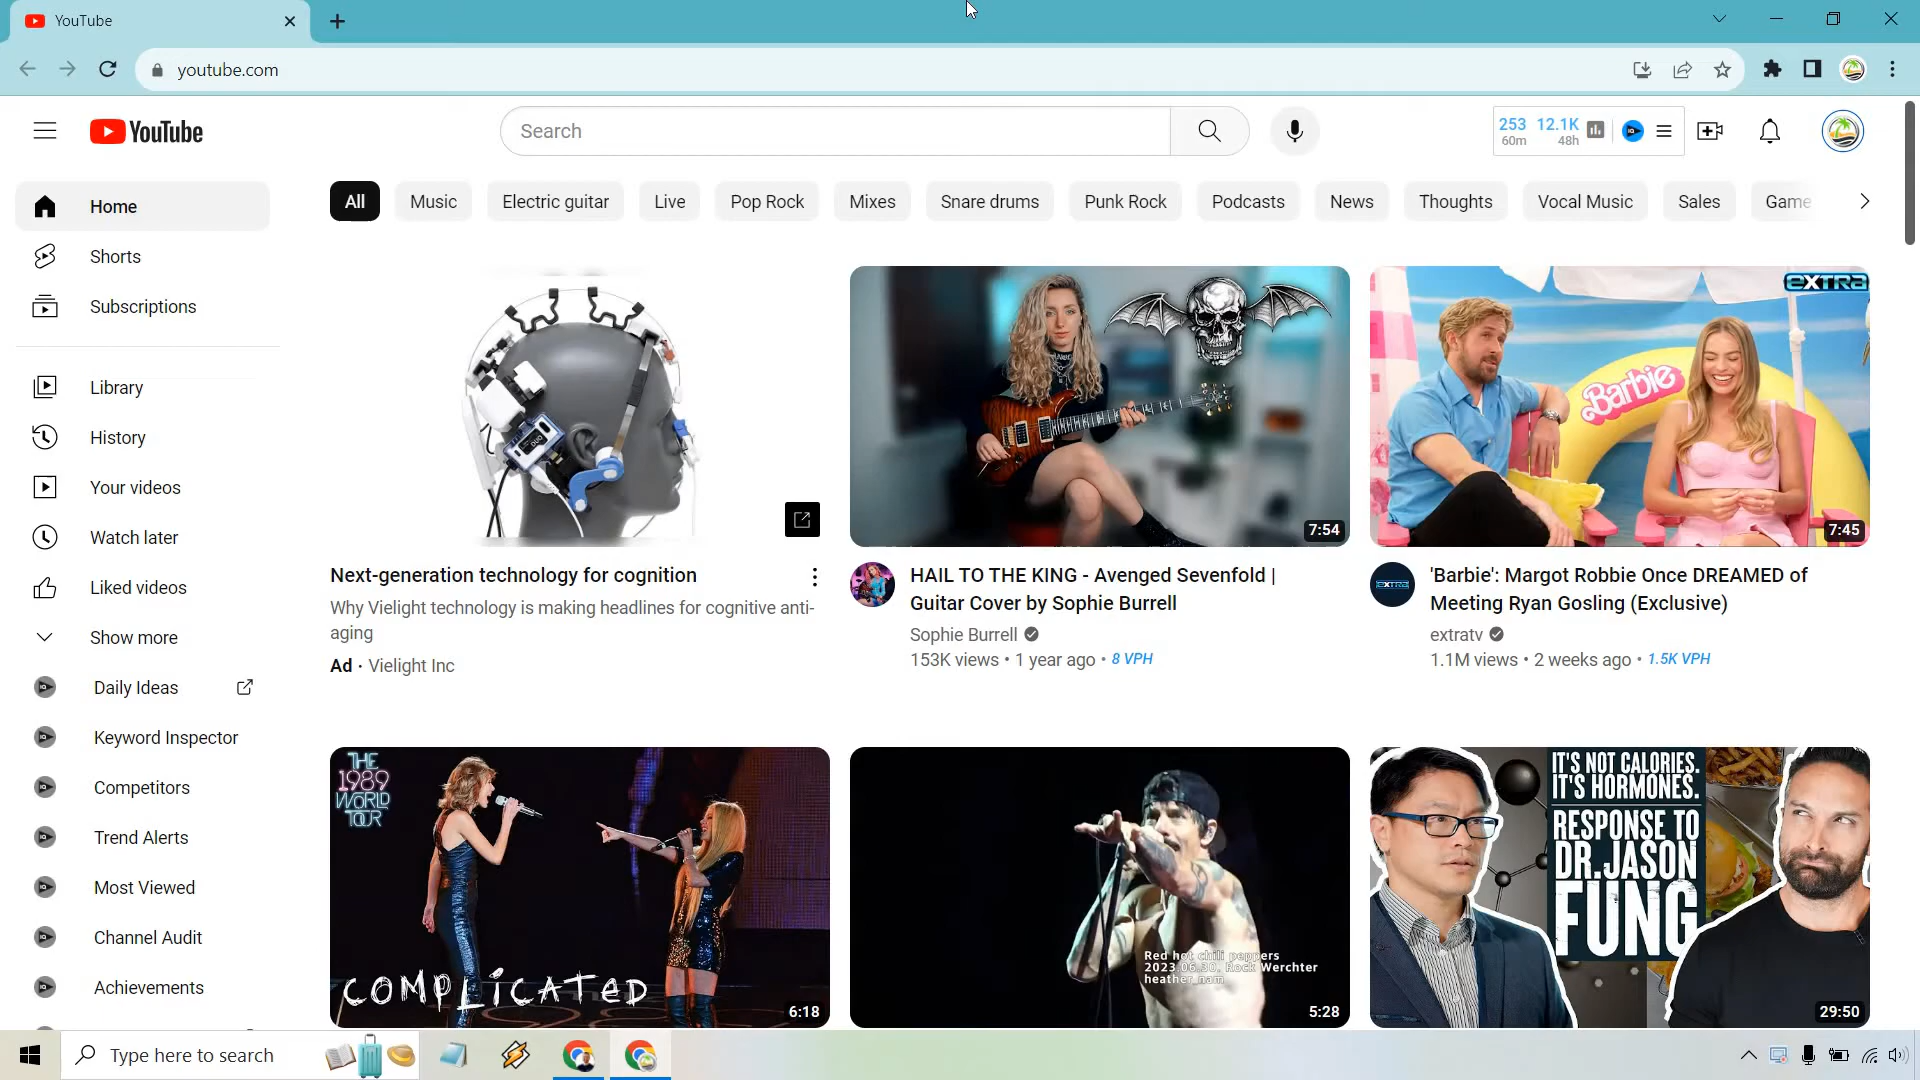 YouTube
youtube.com
YouTube
Search
253 12.1K
60m 48h
All Music Electric guitar Live Pop Rock Mixes Snare drums Punk Rock Podcasts News Thoughts Vocal Music Sales Game
Home
Shorts
Subscriptions
Library
History
Your videos
Watch later
Liked videos
Show more
Daily Ideas
Keyword Inspector
Competitors
Trend Alerts
Most Viewed
Channel Audit
Achievements
DUO
Next-generation technology for cognition
Why Vielight technology is making headlines for cognitive anti-
aging
Ad · Vielight Inc
7:54
HAIL TO THE KING - Avenged Sevenfold |
Guitar Cover by Sophie Burrell
Sophie Burrell
153K views • 1 year ago • 8 VPH
extra
Barbie
7:45
extra
'Barbie': Margot Robbie Once DREAMED of
Meeting Ryan Gosling (Exclusive)
extratv
1.1M views • 2 weeks ago • 1.5K VPH
THE
1989
WORLD
TOUR
COMPLICATED
6:18
Red hot chili peppers
2023.06.30. Rock Werchter
heather nam
5:28
IT'S NOT CALORIES.
IT'S HORMONES.
RESPONSE TO
DR.JASON
FUNG
29:50
Type here to search